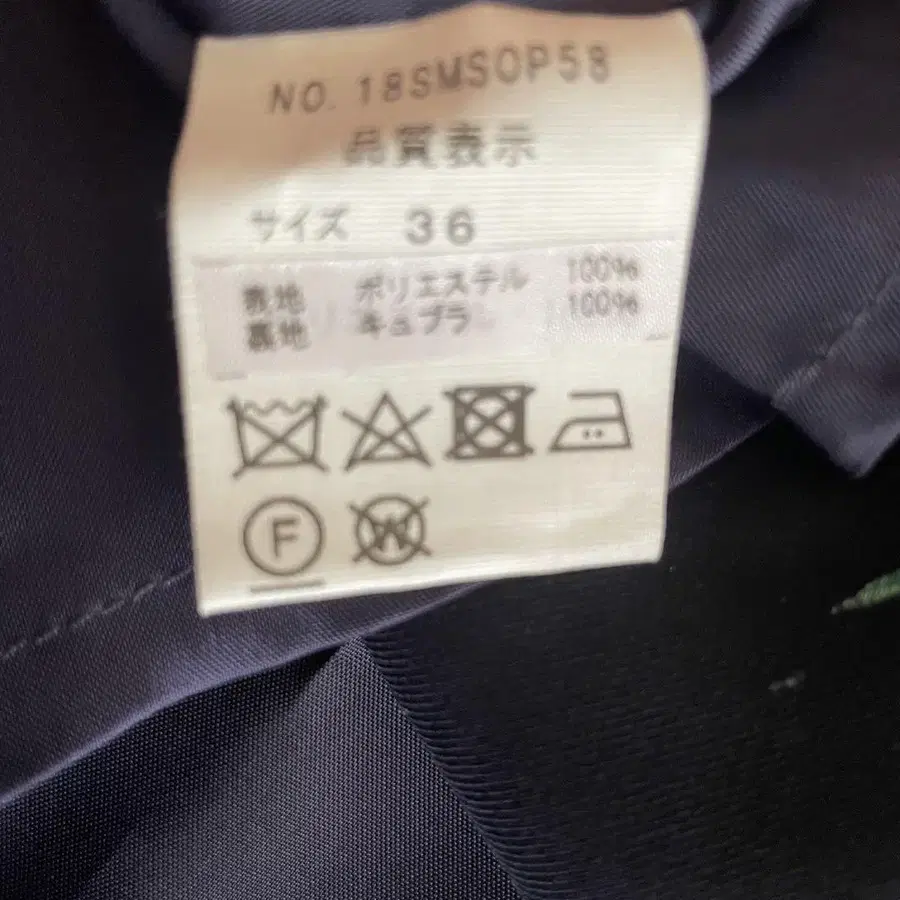 NO. 18SMSOP58
品質表示
サイズ 36
表地 ポリエステル 100%
裏地 キュプラ 100%
F
W